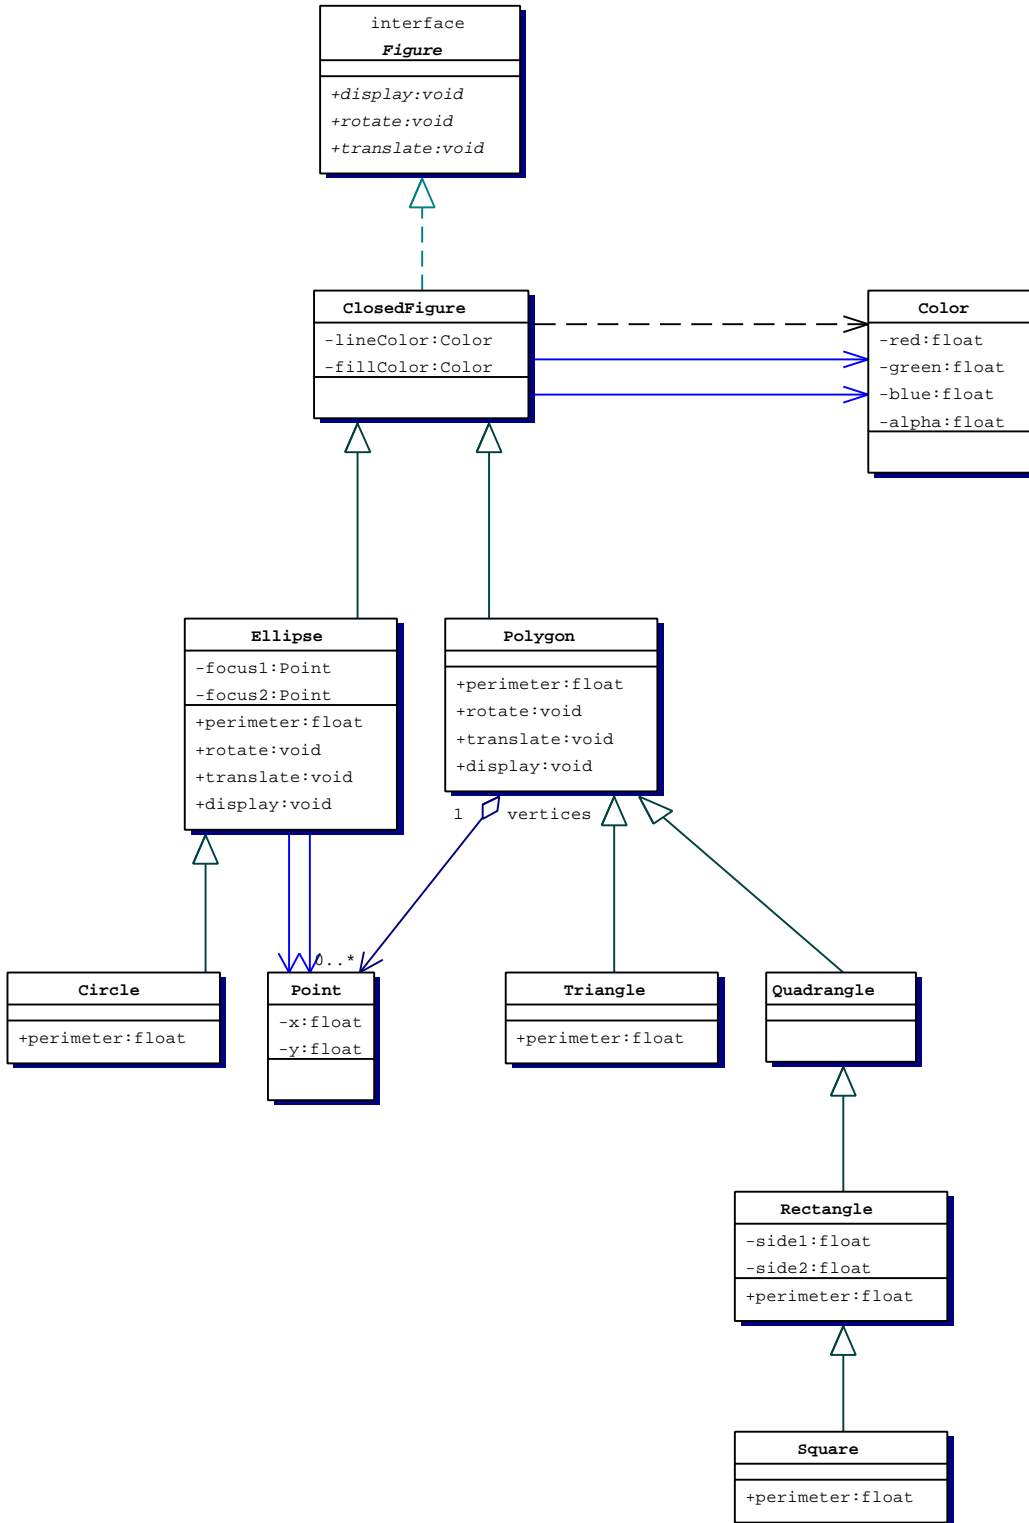 interface
Figure
+display:void
+rotate:void
+translate:void
ClosedFigure
-lineColor:Color
-fillColor:Color
Color
-red:float
-green:float
-blue:float
-alpha:float
Ellipse
-focus1:Point
-focus2:Point
+perimeter:float
+rotate:void
+translate:void
+display:void
Polygon
+perimeter:float
+rotate:void
+translate:void
+display:void
1 vertices
0..*
Circle
+perimeter:float
Point
-x:float
-y:float
Triangle
+perimeter:float
Quadrangle
Rectangle
-side1:float
-side2:float
+perimeter:float
Square
+perimeter:float